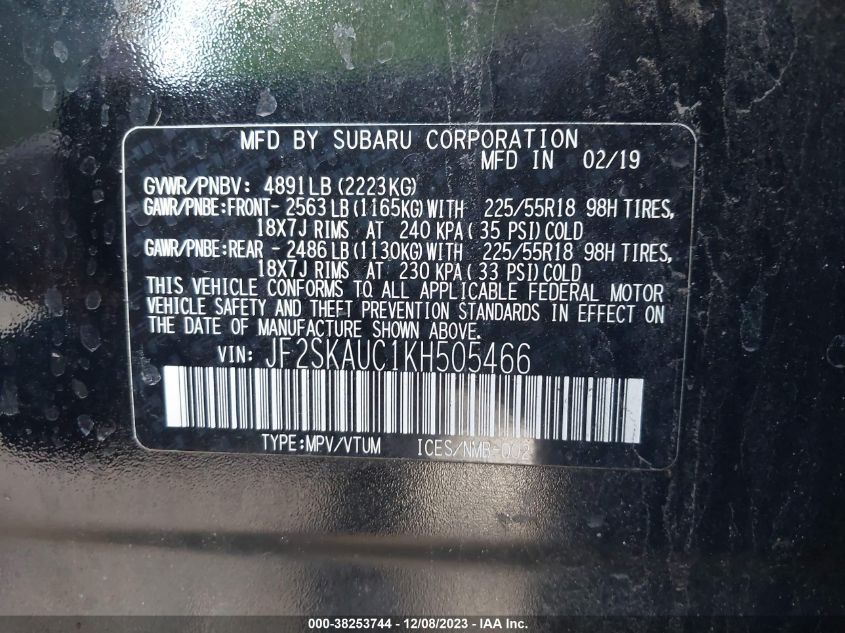 MFD BY SUBARU CORPORATION
MFD IN 02/19
GVWR/PNBV: 4891LB (2223KG)
GAWR/PNBE:FRONT- 2563LB (1165KG) WITH 225/55R18 98H TIRES,
18X7J RIMS AT 240 KPA (35 PSI) COLD
GAWR/PNBE:REAR - 2486LB (1130KG) WITH 225/55R18 98H TIRES,
18X7J RIMS AT 230 KPA (33 PSI) COLD
THIS VEHICLE CONFORMS TO ALL APPLICABLE FEDERAL MOTOR
VEHICLE SAFETY AND THEFT PREVENTION STANDARDS IN EFFECT ON
THE DATE OF MANUFACTURE SHOWN ABOVE.
VIN: JF2SKAUC1KH505466
TYPE:MPV/VTUM ICES/NMB-002
000-38253744 - 12/08/2023 - IAA Inc.